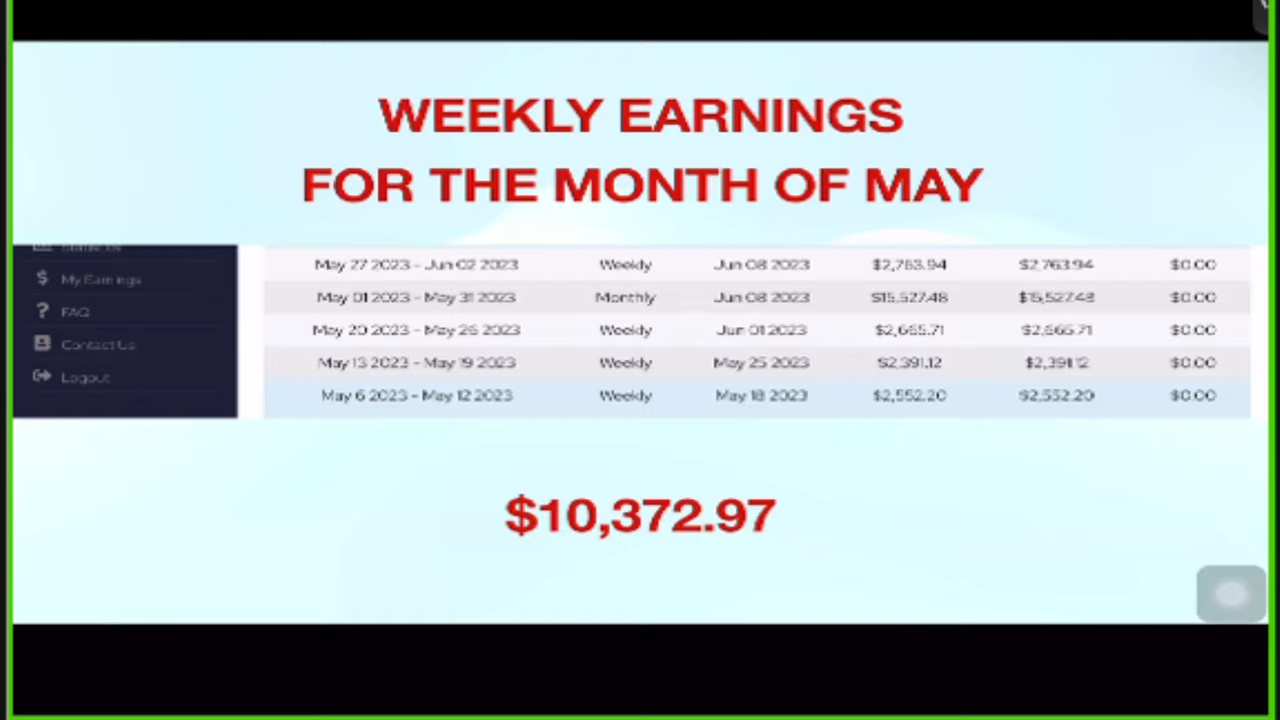 WEEKLY EARNINGS
FOR THE MONTH OF MAY
My Earnings
FAQ
Contact Us
Logout
May 27 2023 - Jun 02 2023 Weekly Jun 08 2023 $2,763.94 $2,763.94 $0.00
May 01 2023 - May 31 2023 Monthly Jun 08 2023 $15,527.48 $15,527.48 $0.00
May 20 2023 - May 26 2023 Weekly Jun 01 2023 $2,665.71 $2,665.71 $0.00
May 13 2023 - May 19 2023 Weekly May 25 2023 $2,391.12 $2,391.12 $0.00
May 6 2023 - May 12 2023 Weekly May 18 2023 $2,552.20 $2,552.20 $0.00
$10,372.97